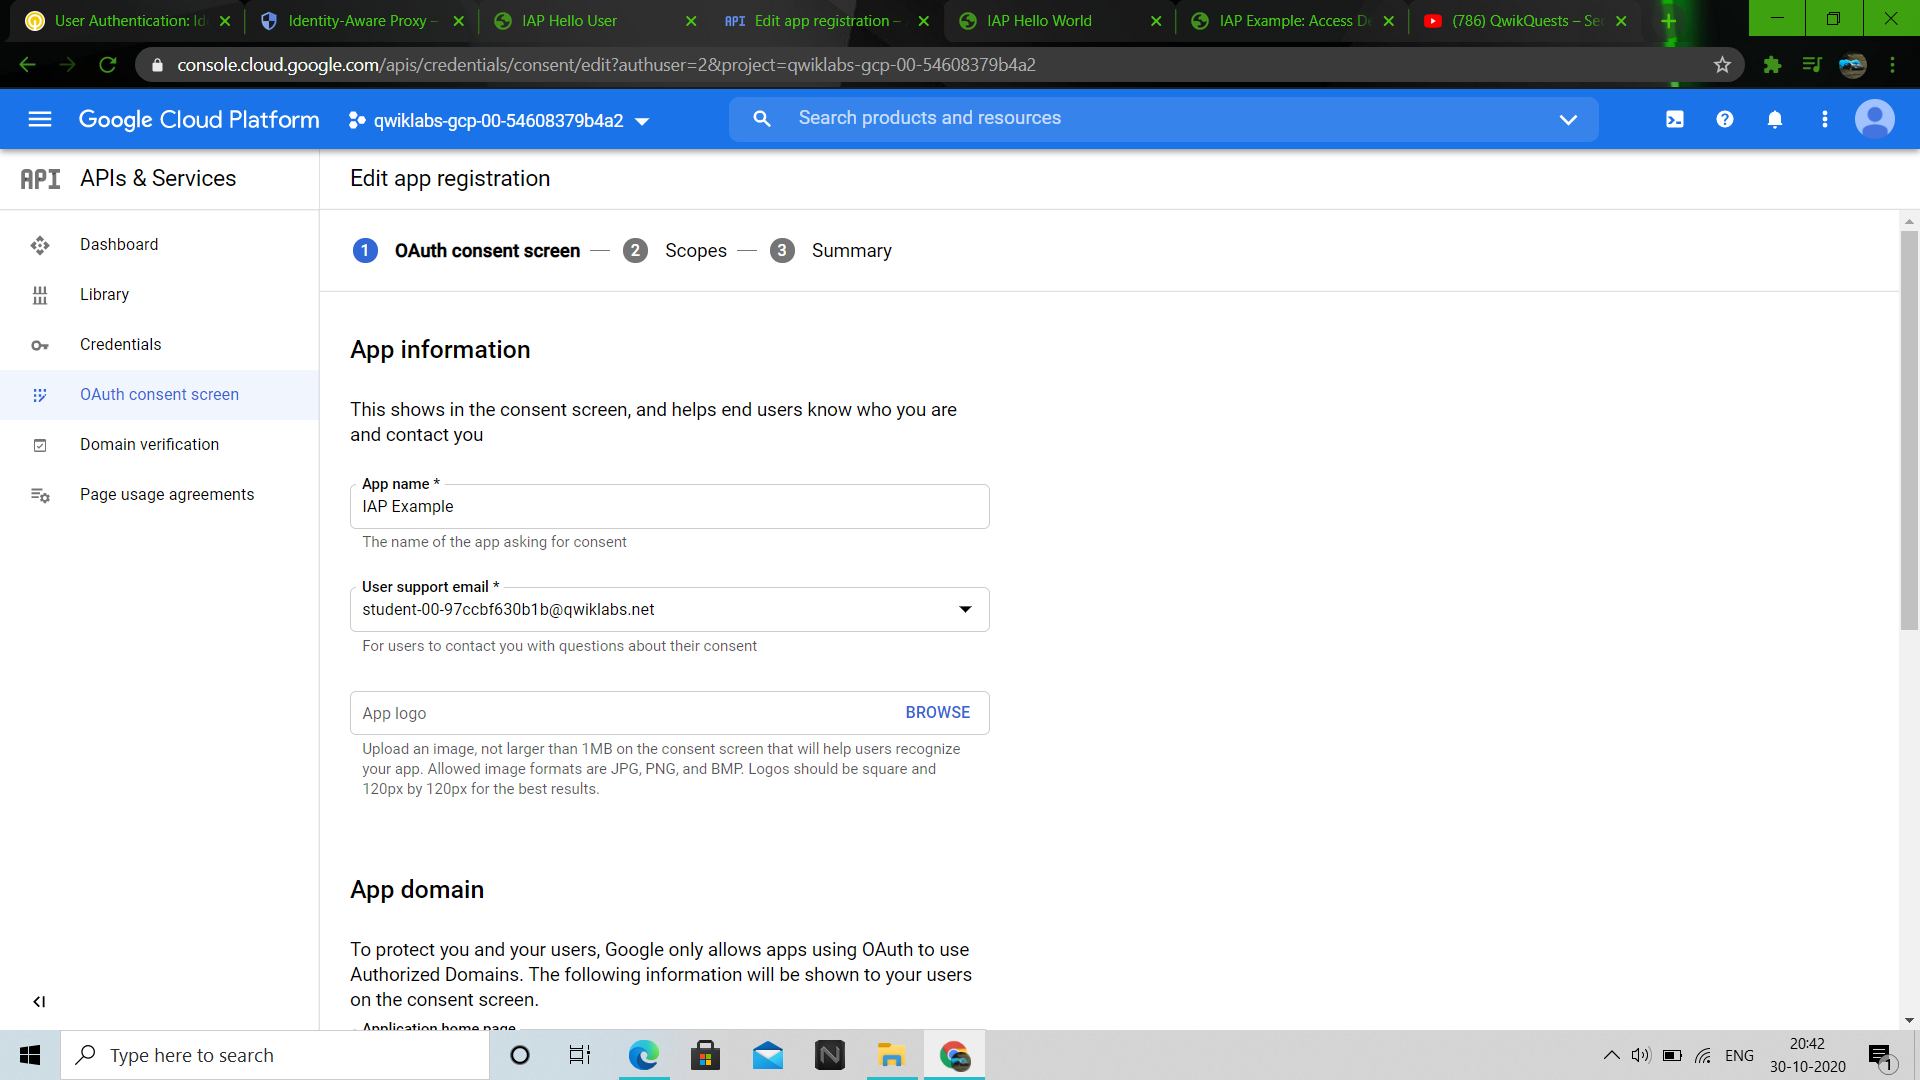 User Authentication: Id
Identity-Aware Proxy –
IAP Hello User
API Edit app registration –
IAP Hello World
IAP Example: Access De
(786) QwikQuests – Sec
console.cloud.google.com/apis/credentials/consent/edit?authuser=2&project=qwiklabs-gcp-00-54608379b4a2
Google Cloud Platform
qwiklabs-gcp-00-54608379b4a2
Search products and resources
API APIs & Services
Edit app registration
Dashboard
Library
Credentials
OAuth consent screen
Domain verification
Page usage agreements
1 OAuth consent screen — 2 Scopes — 3 Summary
App information
This shows in the consent screen, and helps end users know who you are
and contact you
App name *
IAP Example
The name of the app asking for consent
User support email *
student-00-97ccbf630b1b@qwiklabs.net
For users to contact you with questions about their consent
App logo
BROWSE
Upload an image, not larger than 1MB on the consent screen that will help users recognize
your app. Allowed image formats are JPG, PNG, and BMP. Logos should be square and
120px by 120px for the best results.
App domain
To protect you and your users, Google only allows apps using OAuth to use
Authorized Domains. The following information will be shown to your users
on the consent screen.
Application home page
Type here to search
ENG
20:42
30-10-2020
1